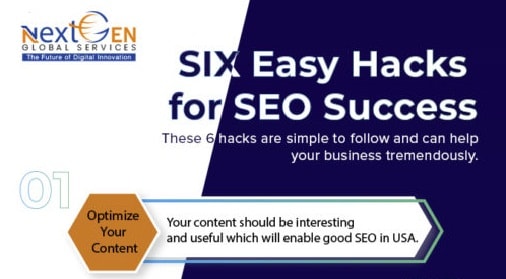 NextGEN
GLOBAL SERVICES
The Future of Digital Innovation
SIX Easy Hacks
for SEO Success
These 6 hacks are simple to follow and can help
your business tremendously.
01
Optimize
Your
Content
Your content should be interesting
and useful which will enable good SEO in USA.